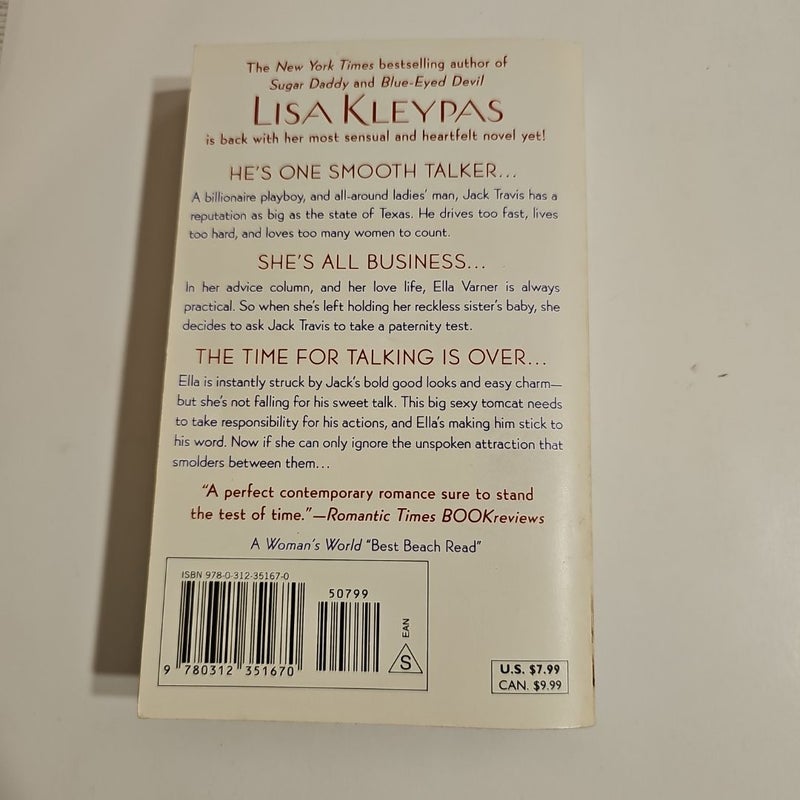 The New York Times bestselling author of
Sugar Daddy and Blue-Eyed Devil
LISA KLEYPAS
is back with her most sensual and heartfelt novel yet!
HE'S ONE SMOOTH TALKER...
A billionaire playboy, and all-around ladies' man, Jack Travis has a
reputation as big as the state of Texas. He drives too fast, lives
too hard, and loves too many women to count.
SHE'S ALL BUSINESS...
In her advice column, and her love life, Ella Varner is always
practical. So when she's left holding her reckless sister's baby, she
decides to ask Jack Travis to take a paternity test.
THE TIME FOR TALKING IS OVER...
Ella is instantly struck by Jack's bold good looks and easy charm—
but she's not falling for his sweet talk. This big sexy tomcat needs
to take responsibility for his actions, and Ella's making him stick to
his word. Now if she can only ignore the unspoken attraction that
smolders between them...
"A perfect contemporary romance sure to stand
the test of time."—Romantic Times BOOKreviews
A Woman's World "Best Beach Read"
ISBN 978-0-312-35167-0
50799
EAN
S
9 780312 351670
U.S. $7.99
CAN. $9.99